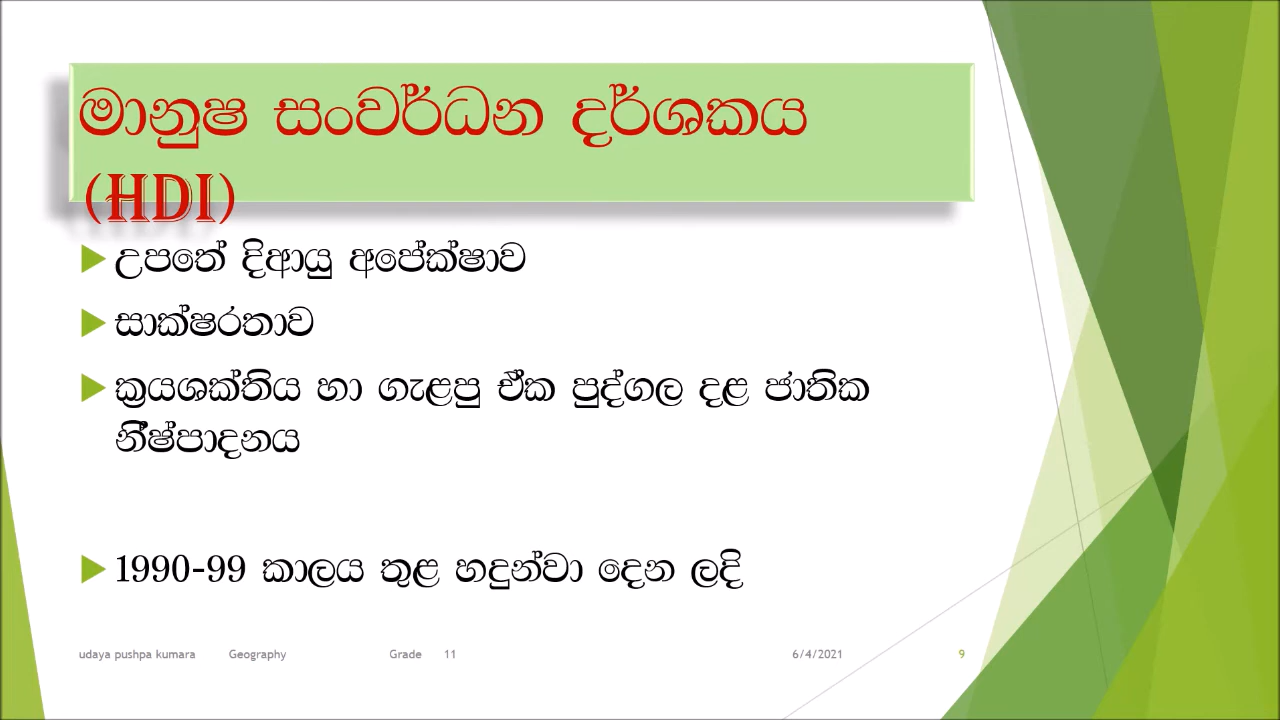 මානුෂ සංවර්ධන දර්ශකය
(HDI)
උපතේ දිආයු අපේක්ෂාව
සාක්ෂරතාව
ක්‍රයශක්තිය හා ගැළපු ඒක පුද්ගල දළ ජාතික
නිෂ්පාදනය
1990-99 කාලය තුළ හදුන්වා දෙන ලදි
udaya pushpa kumara Geography Grade 11 6/4/2021 9